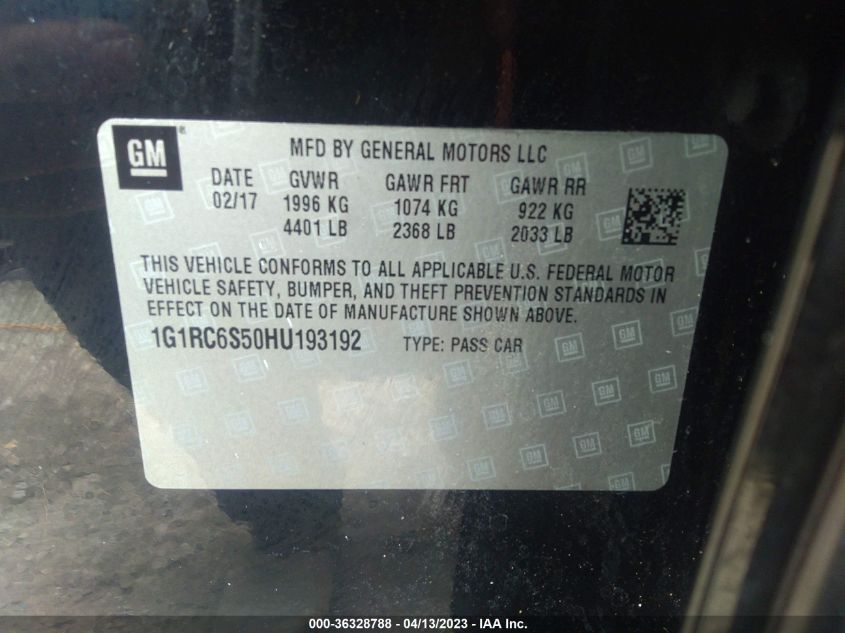 GM
MFD BY GENERAL MOTORS LLC
DATE GVWR GAWR FRT GAWR RR
02/17 1996 KG 1074 KG 922 KG
4401 LB 2368 LB 2033 LB
THIS VEHICLE CONFORMS TO ALL APPLICABLE U.S. FEDERAL MOTOR
VEHICLE SAFETY, BUMPER, AND THEFT PREVENTION STANDARDS IN
EFFECT ON THE DATE OF MANUFACTURE SHOWN ABOVE.
1G1RC6S50HU193192 TYPE: PASS CAR
000-36328788 - 04/13/2023 - IAA Inc.